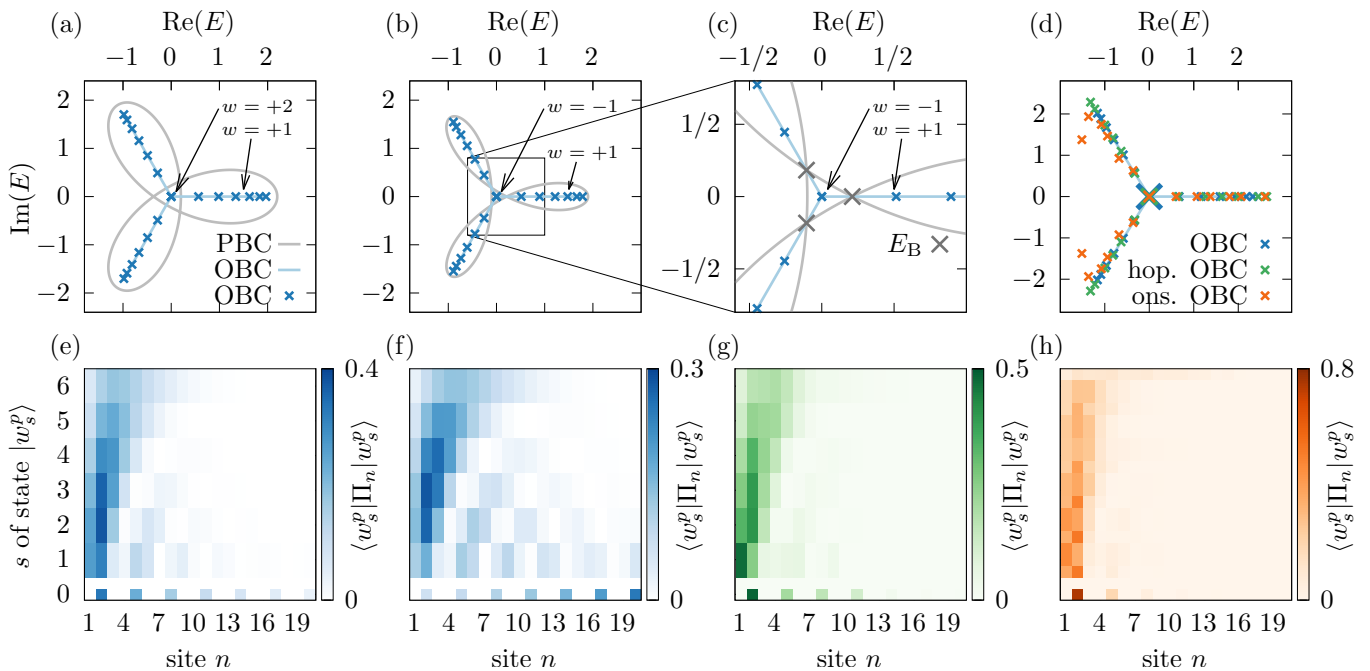 (a) Re(E)
−1 0 1 2
(b) Re(E)
−1 0 1 2
(c) Re(E)
−1/2 0 1/2
(d) Re(E)
−1 0 1 2
Im(E)
2
1
0
−1
−2
w = +2
w = +1
PBC
OBC
OBC
2
1
0
−1
−2
w = −1
w = +1
1/2
0
−1/2
w = −1
w = +1
E_B
2
1
0
−1
−2
OBC
hop. OBC
ons. OBC
(e)
s of state |w_s^p⟩
6
5
4
3
2
1
0
1 4 7 10 13 16 19
site n
0.4
0
⟨w_s^p|Π_n|w_s^p⟩
(f)
1 4 7 10 13 16 19
site n
0.3
0
⟨w_s^p|Π_n|w_s^p⟩
(g)
1 4 7 10 13 16 19
site n
0.5
0
⟨w_s^p|Π_n|w_s^p⟩
(h)
1 4 7 10 13 16 19
site n
0.8
0
⟨w_s^p|Π_n|w_s^p⟩